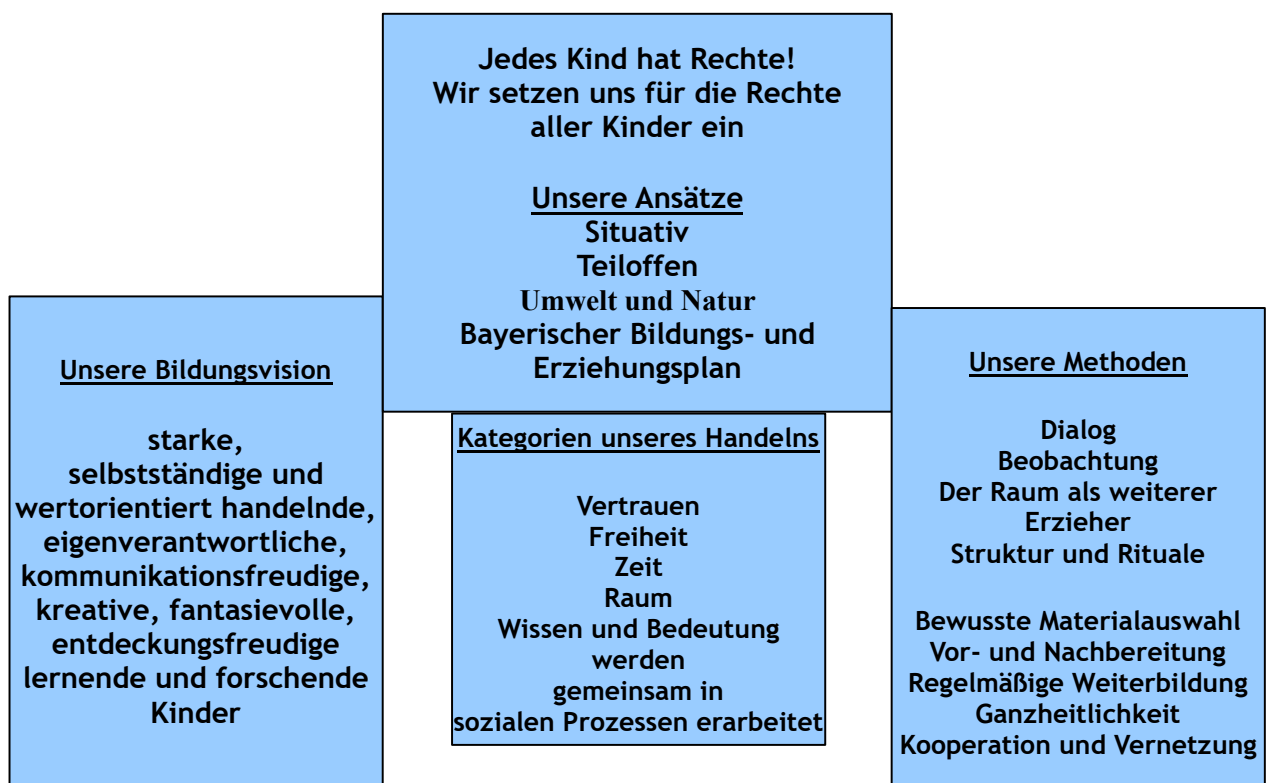 Jedes Kind hat Rechte!
Wir setzen uns für die Rechte
aller Kinder ein
Unsere Ansätze
Situativ
Teiloffen
Umwelt und Natur
Bayerischer Bildungs- und
Erziehungsplan
Unsere Bildungsvision
starke,
selbstständige und
wertorientiert handelnde,
eigenverantwortliche,
kommunikationsfreudige,
kreative, fantasievolle,
entdeckungsfreudige
lernende und forschende
Kinder
Kategorien unseres Handelns
Vertrauen
Freiheit
Zeit
Raum
Wissen und Bedeutung
werden
gemeinsam in
sozialen Prozessen erarbeitet
Unsere Methoden
Dialog
Beobachtung
Der Raum als weiterer
Erzieher
Struktur und Rituale
Bewusste Materialauswahl
Vor- und Nachbereitung
Regelmäßige Weiterbildung
Ganzheitlichkeit
Kooperation und Vernetzung